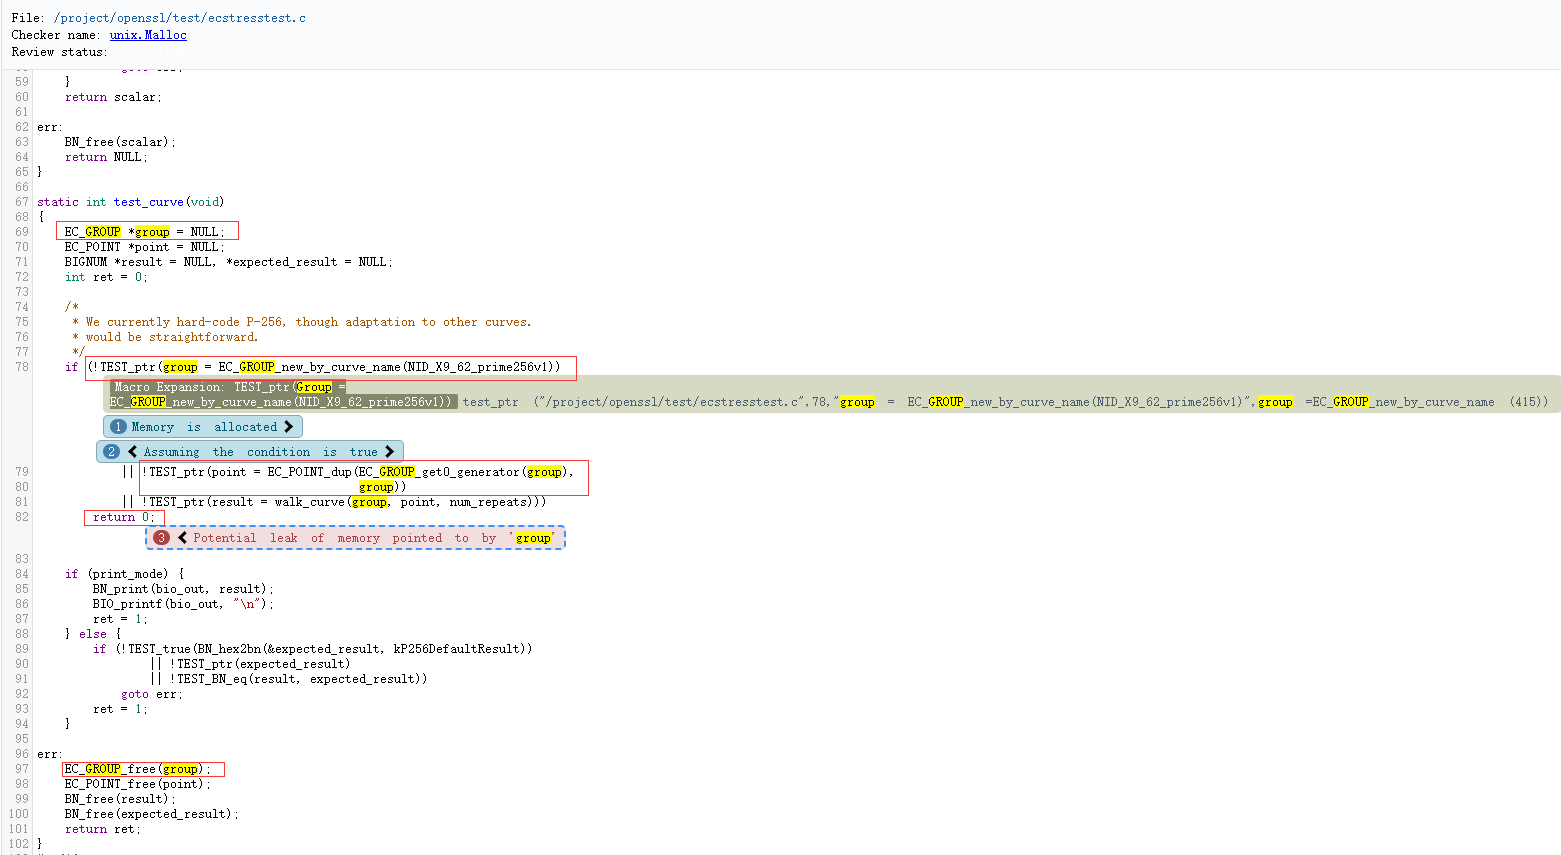 File: /project/openssl/test/ecstresstest.c
Checker name: unix.Malloc
Review status:
59 }
60 return scalar;
61
62 err:
63 BN_free(scalar);
64 return NULL;
65 }
66
67 static int test_curve(void)
68 {
69 EC_GROUP *group = NULL;
70 EC_POINT *point = NULL;
71 BIGNUM *result = NULL, *expected_result = NULL;
72 int ret = 0;
73
74 /*
75 * We currently hard-code P-256, though adaptation to other curves.
76 * would be straightforward.
77 */
78 if (!TEST_ptr(group = EC_GROUP_new_by_curve_name(NID_X9_62_prime256v1))
Macro Expansion: TEST_ptr(Group =
EC_GROUP_new_by_curve_name(NID_X9_62_prime256v1)) test_ptr ("/project/openssl/test/ecstresstest.c",78,"group = EC_GROUP_new_by_curve_name(NID_X9_62_prime256v1)",group =EC_GROUP_new_by_curve_name (415))
1 Memory is allocated
2 Assuming the condition is true
79 || !TEST_ptr(point = EC_POINT_dup(EC_GROUP_get0_generator(group),
80 group))
81 || !TEST_ptr(result = walk_curve(group, point, num_repeats)))
82 return 0;
3 Potential leak of memory pointed to by 'group'
83
84 if (print_mode) {
85 BN_print(bio_out, result);
86 BIO_printf(bio_out, "\n");
87 ret = 1;
88 } else {
89 if (!TEST_true(BN_hex2bn(&expected_result, kP256DefaultResult))
90 || !TEST_ptr(expected_result)
91 || !TEST_BN_eq(result, expected_result))
92 goto err;
93 ret = 1;
94 }
95
96 err:
97 EC_GROUP_free(group);
98 EC_POINT_free(point);
99 BN_free(result);
100 BN_free(expected_result);
101 return ret;
102 }